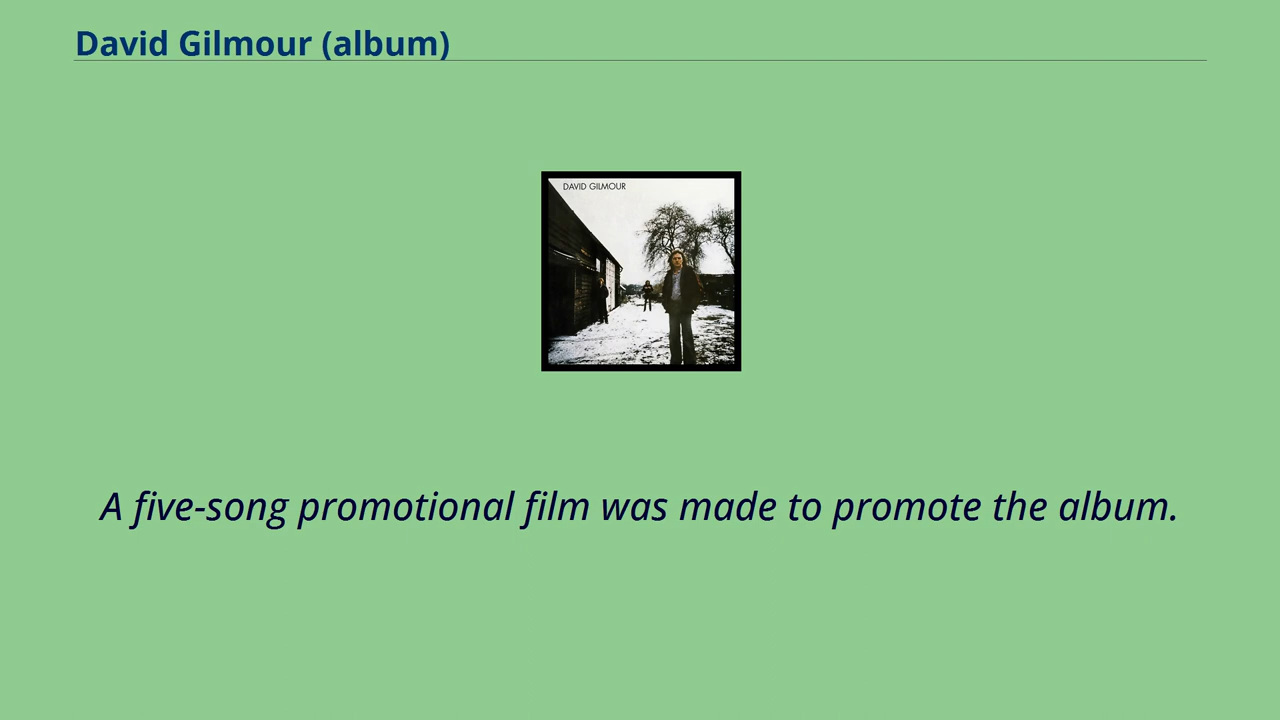 David Gilmour (album)
DAVID GILMOUR
A five-song promotional film was made to promote the album.